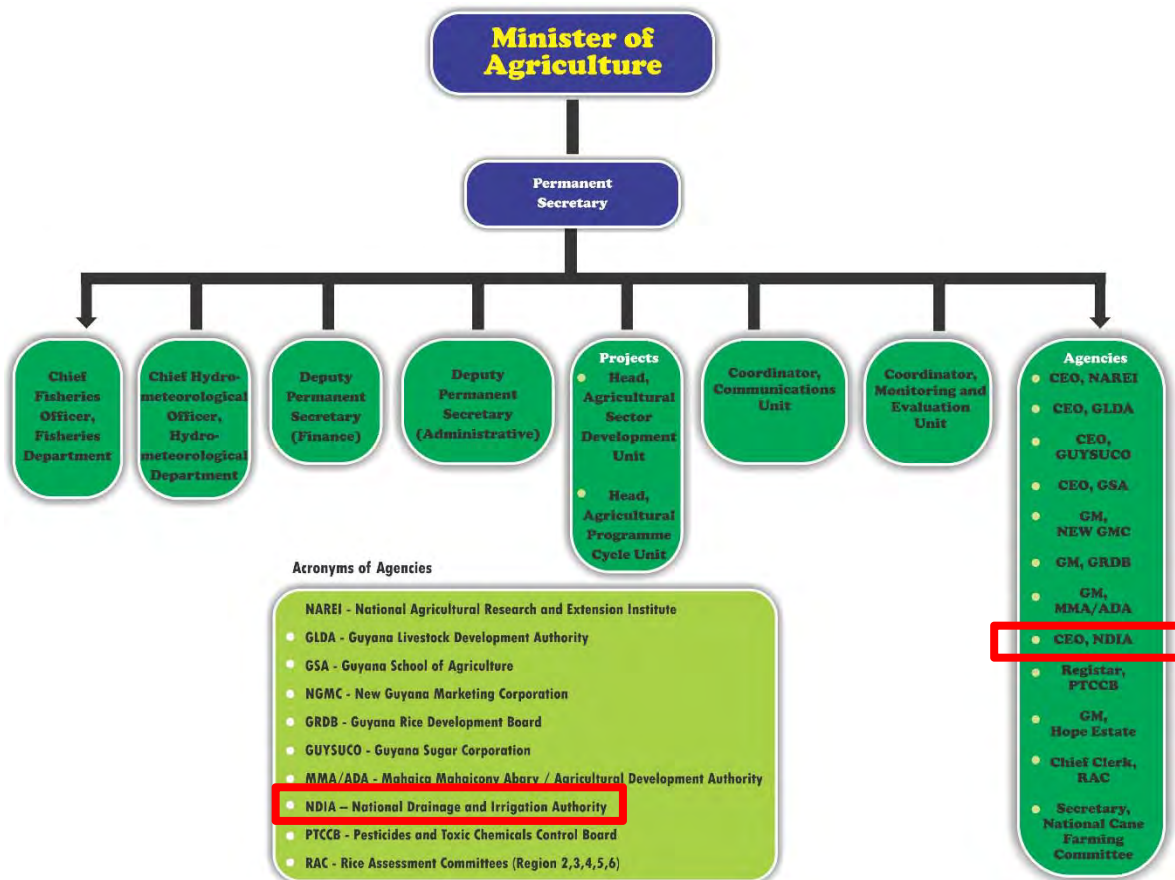 Minister of
Agriculture
Permanent
Secretary
Chief
Fisheries
Officer,
Fisheries
Department
Chief Hydro-
meteorological
Officer,
Hydro-
meteorological
Department
Deputy
Permanent
Secretary
(Finance)
Deputy
Permanent
Secretary
(Administrative)
Projects
Head,
Agricultural
Sector
Development
Unit
Head,
Agricultural
Programme
Cycle Unit
Coordinator,
Communications
Unit
Coordinator,
Monitoring and
Evaluation
Unit
Agencies
CEO, NAREI
CEO, GLDA
CEO,
GUYSUCO
CEO, GSA
GM,
NEW GMC
GM, GRDB
GM,
MMA/ADA
CEO, NDIA
Registar,
PTCCB
GM,
Hope Estate
Chief Clerk,
RAC
Secretary,
National Cane
Farming
Committee
Acronyms of Agencies
NAREI - National Agricultural Research and Extension Institute
GLDA - Guyana Livestock Development Authority
GSA - Guyana School of Agriculture
NGMC - New Guyana Marketing Corporation
GRDB - Guyana Rice Development Board
GUYSUCO - Guyana Sugar Corporation
MMA/ADA - Mahaica Mahaicony Abary / Agricultural Development Authority
NDIA – National Drainage and Irrigation Authority
PTCCB - Pesticides and Toxic Chemicals Control Board
RAC - Rice Assessment Committees (Region 2,3,4,5,6)